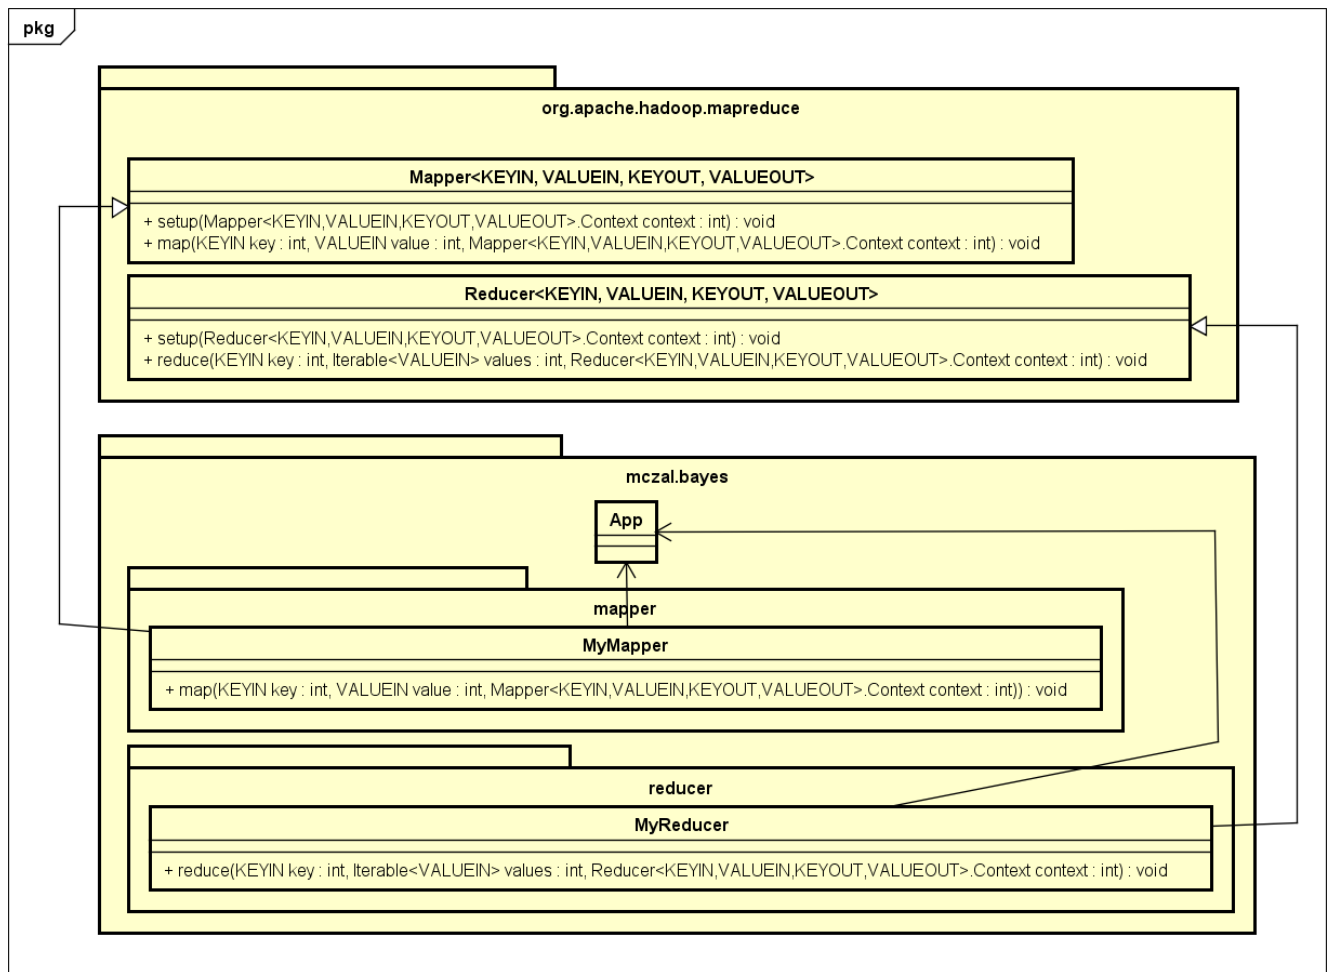 pkg
org.apache.hadoop.mapreduce
Mapper<KEYIN, VALUEIN, KEYOUT, VALUEOUT>
+ setup(Mapper<KEYIN,VALUEIN,KEYOUT,VALUEOUT>.Context context : int) : void
+ map(KEYIN key : int, VALUEIN value : int, Mapper<KEYIN,VALUEIN,KEYOUT,VALUEOUT>.Context context : int) : void
Reducer<KEYIN, VALUEIN, KEYOUT, VALUEOUT>
+ setup(Reducer<KEYIN,VALUEIN,KEYOUT,VALUEOUT>.Context context : int) : void
+ reduce(KEYIN key : int, Iterable<VALUEIN> values : int, Reducer<KEYIN,VALUEIN,KEYOUT,VALUEOUT>.Context context : int) : void
mczal.bayes
App
mapper
MyMapper
+ map(KEYIN key : int, VALUEIN value : int, Mapper<KEYIN,VALUEIN,KEYOUT,VALUEOUT>.Context context : int)) : void
reducer
MyReducer
+ reduce(KEYIN key : int, Iterable<VALUEIN> values : int, Reducer<KEYIN,VALUEIN,KEYOUT,VALUEOUT>.Context context : int) : void